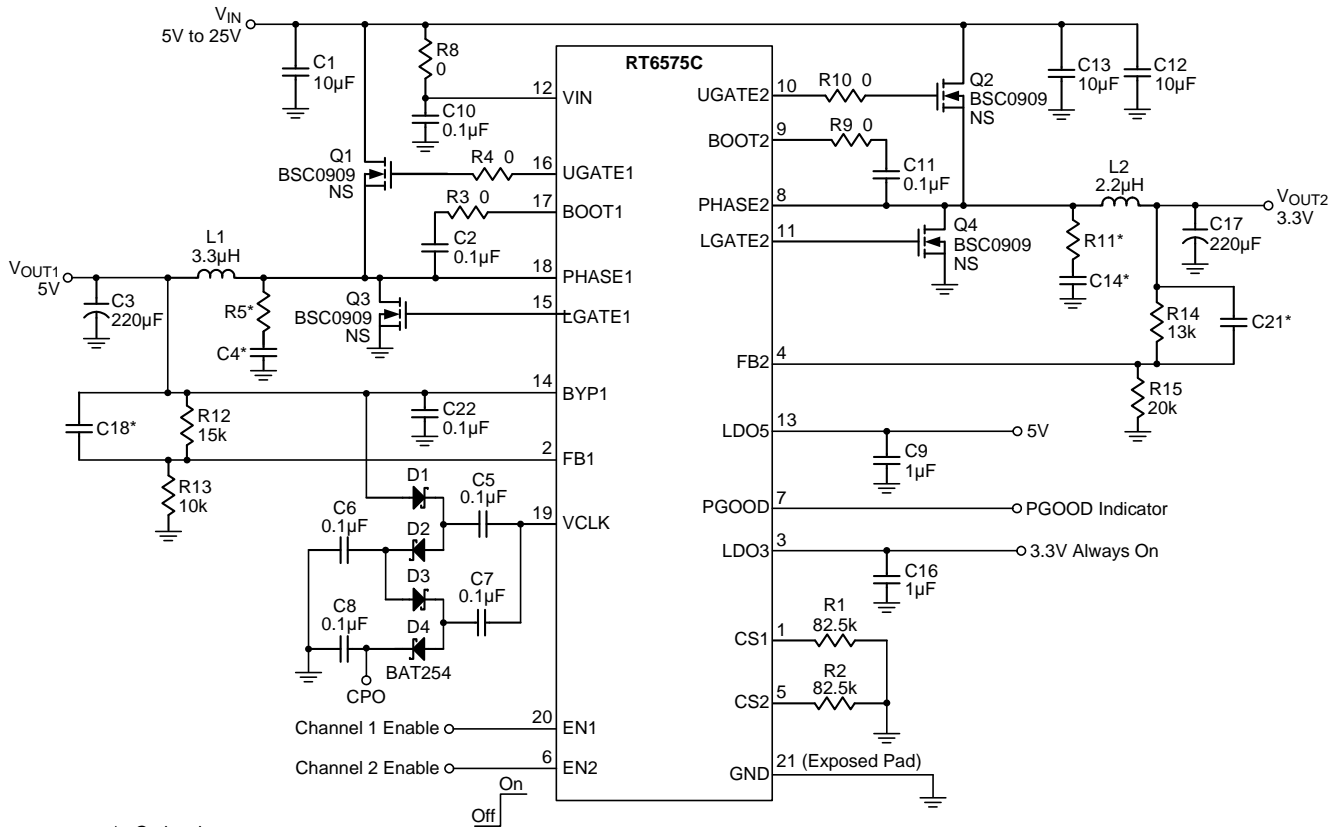 VIN
5V to 25V
C1
10µF
R8
0
12
VIN
C10
0.1µF
Q1
BSC0909
NS
R4 0
16
UGATE1
R3 0
17
BOOT1
C2
0.1µF
L1
3.3µH
VOUT1
5V
18
PHASE1
C3
220µF
R5*
C4*
Q3
BSC0909
NS
15
LGATE1
14
BYP1
C18*
R12
15k
C22
0.1µF
2
FB1
R13
10k
D1
C5
0.1µF
19
VCLK
C6
0.1µF
D2
D3
C7
0.1µF
C8
0.1µF
D4
BAT254
CPO
Channel 1 Enable
20
EN1
Channel 2 Enable
6
EN2
On
Off
RT6575C
UGATE2
10
R10 0
Q2
BSC0909
NS
C13
10µF
C12
10µF
BOOT2
9
R9 0
C11
0.1µF
PHASE2
8
L2
2.2µH
VOUT2
3.3V
LGATE2
11
Q4
BSC0909
NS
R11*
C14*
C17
220µF
R14
13k
C21*
FB2
4
R15
20k
LDO5
13
5V
C9
1µF
PGOOD
7
PGOOD Indicator
LDO3
3
3.3V Always On
C16
1µF
CS1
1
R1
82.5k
CS2
5
R2
82.5k
GND
21 (Exposed Pad)